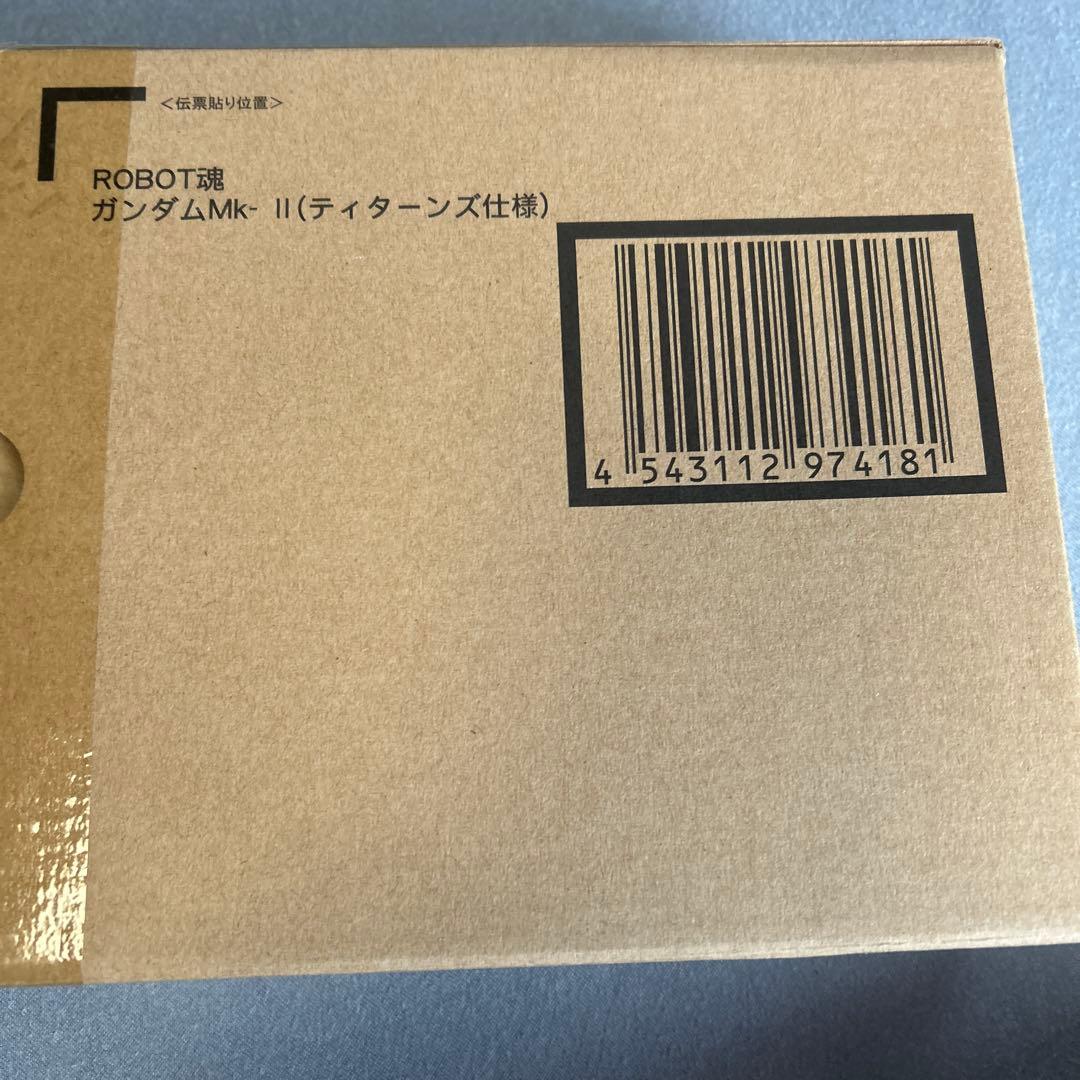 <伝票貼り位置>
ROBOT魂
ガンダムMk-Ⅱ(ティターンズ仕様)
4 543112 974181